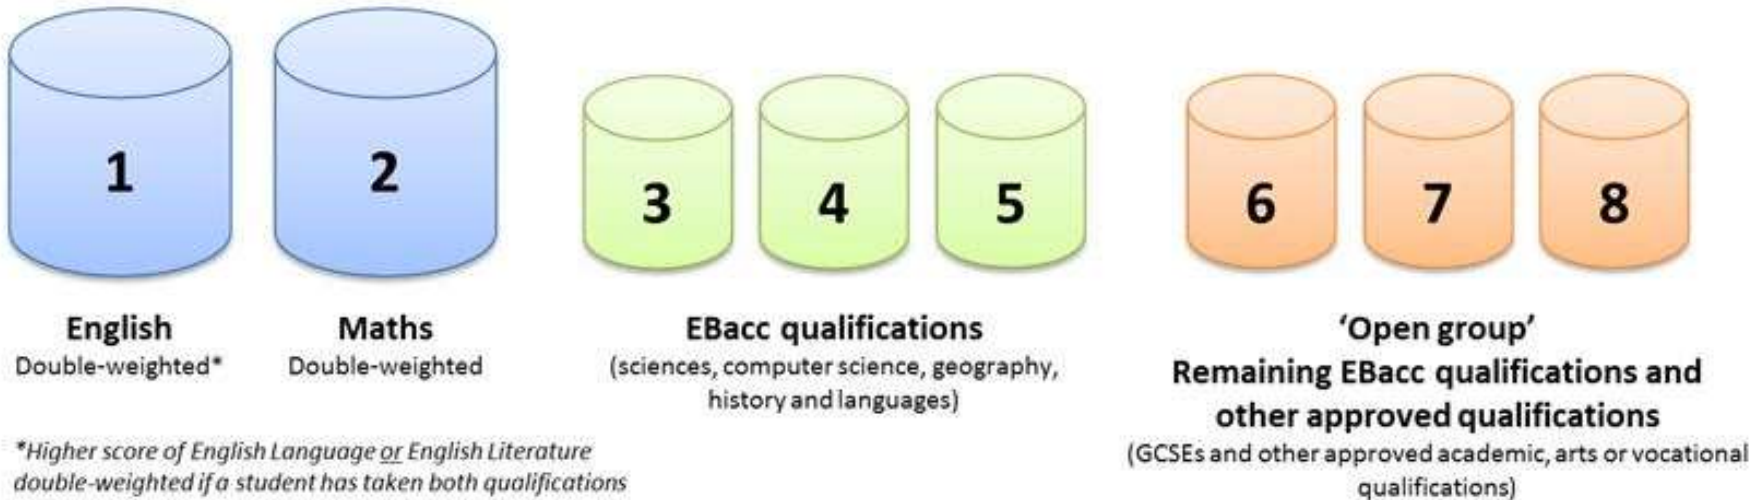 1
2
3
4
5
6
7
8
English
Double-weighted*
Maths
Double-weighted
EBacc qualifications
(sciences, computer science, geography,
history and languages)
‘Open group’
Remaining EBacc qualifications and
other approved qualifications
(GCSEs and other approved academic, arts or vocational
qualifications)
*Higher score of English Language or English Literature
double-weighted if a student has taken both qualifications